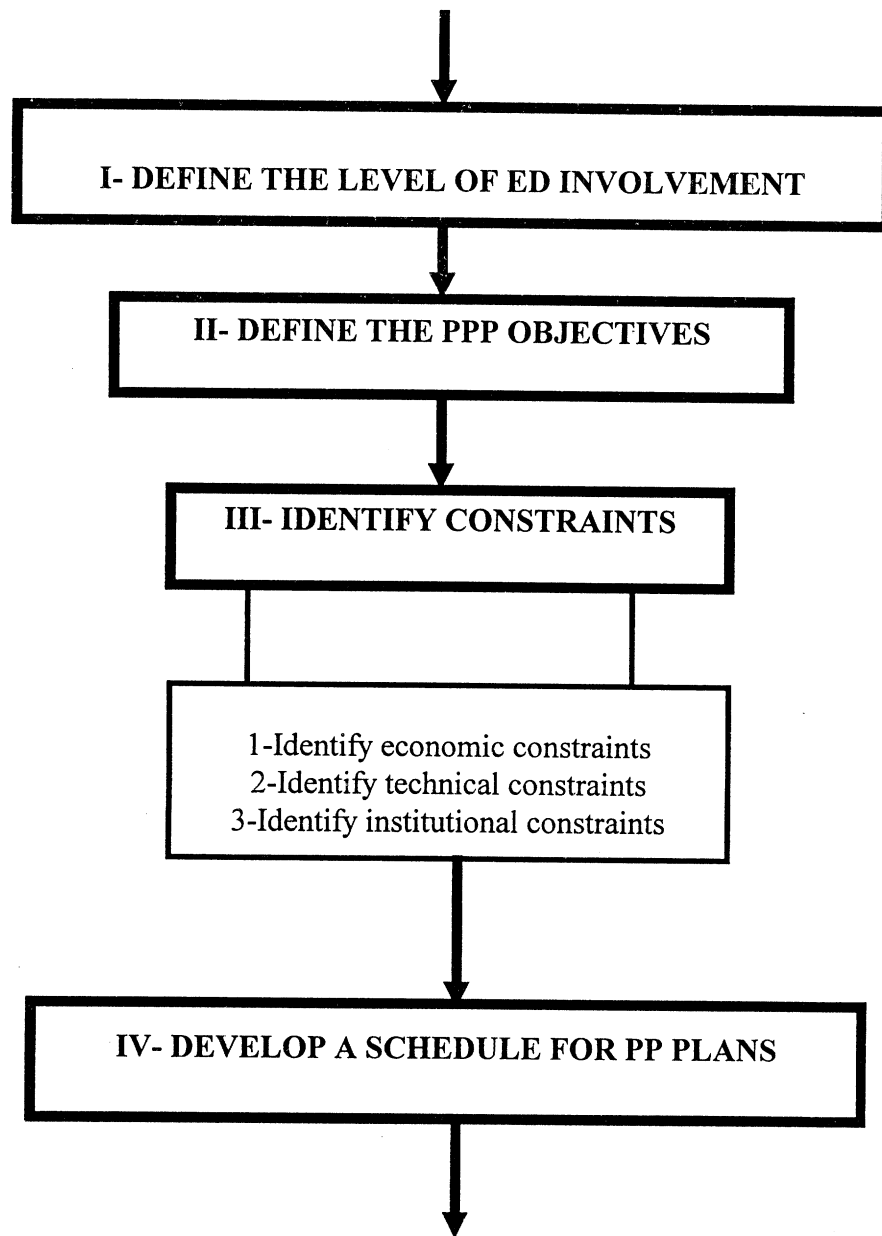 I- DEFINE THE LEVEL OF ED INVOLVEMENT
II- DEFINE THE PPP OBJECTIVES
III- IDENTIFY CONSTRAINTS
1-Identify economic constraints
2-Identify technical constraints
3-Identify institutional constraints
IV- DEVELOP A SCHEDULE FOR PP PLANS